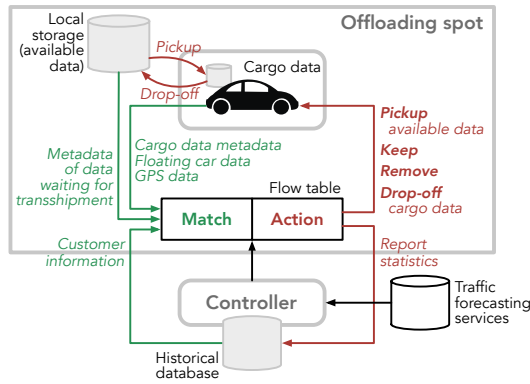 Local
storage
(available
data)
Offloading spot
Pickup
Drop-off
Cargo data
Pickup
available data
Keep
Remove
Drop-off
cargo data
Cargo data metadata
Floating car data
GPS data
Metadata
of data
waiting for
transshipment
Flow table
Match
Action
Customer
information
Report
statistics
Controller
Traffic
forecasting
services
Historical
database